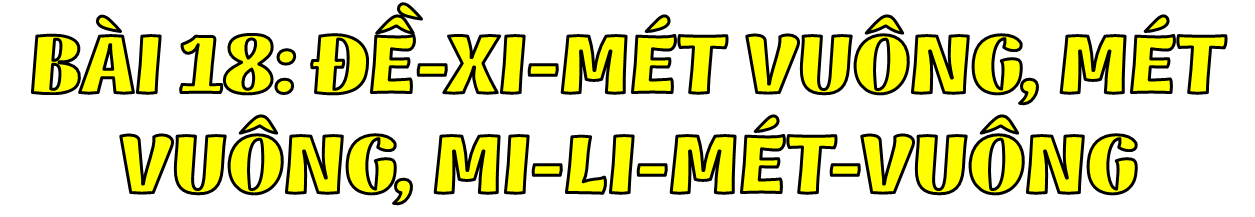 BÀI 18: ĐỀ-XI-MÉT VUÔNG, MÉT
VUÔNG, MI-LI-MÉT-VUÔNG